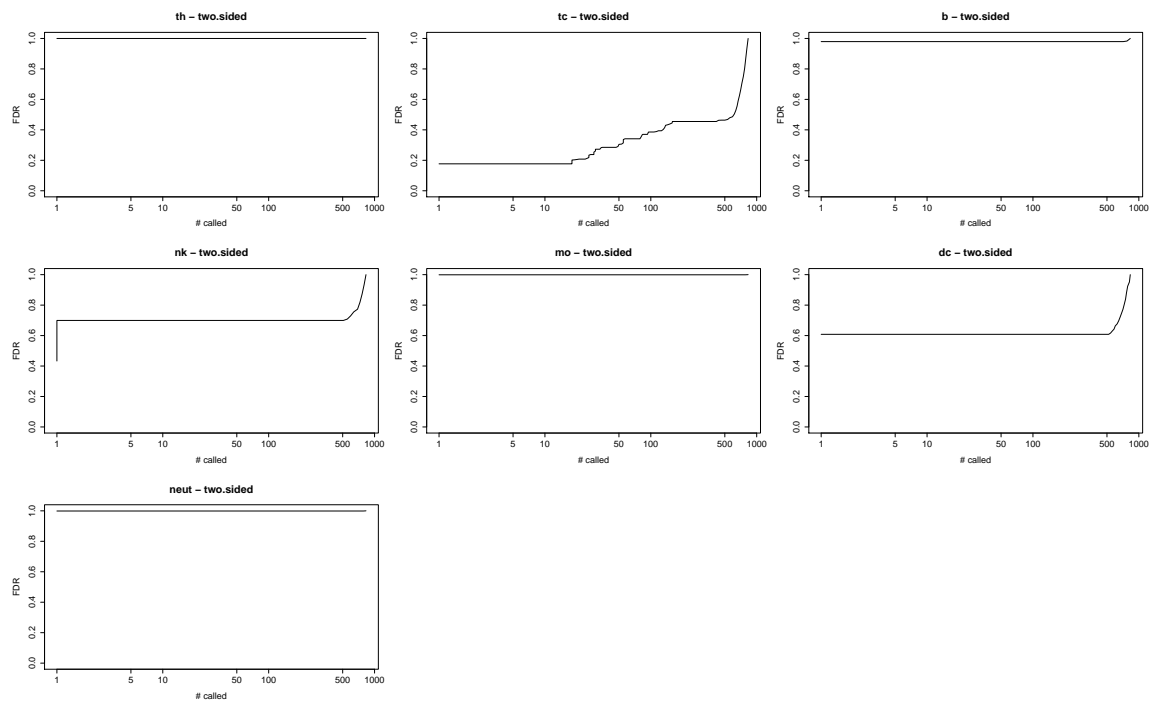 th – two.sided
FDR
0.0 0.2 0.4 0.6 0.8 1.0
1 5 10 50 100 500 1000
# called
tc – two.sided
FDR
0.0 0.2 0.4 0.6 0.8 1.0
1 5 10 50 100 500 1000
# called
b – two.sided
FDR
0.0 0.2 0.4 0.6 0.8 1.0
1 5 10 50 100 500 1000
# called
nk – two.sided
FDR
0.0 0.2 0.4 0.6 0.8 1.0
1 5 10 50 100 500 1000
# called
mo – two.sided
FDR
0.0 0.2 0.4 0.6 0.8 1.0
1 5 10 50 100 500 1000
# called
dc – two.sided
FDR
0.0 0.2 0.4 0.6 0.8 1.0
1 5 10 50 100 500 1000
# called
neut – two.sided
FDR
0.0 0.2 0.4 0.6 0.8 1.0
1 5 10 50 100 500 1000
# called